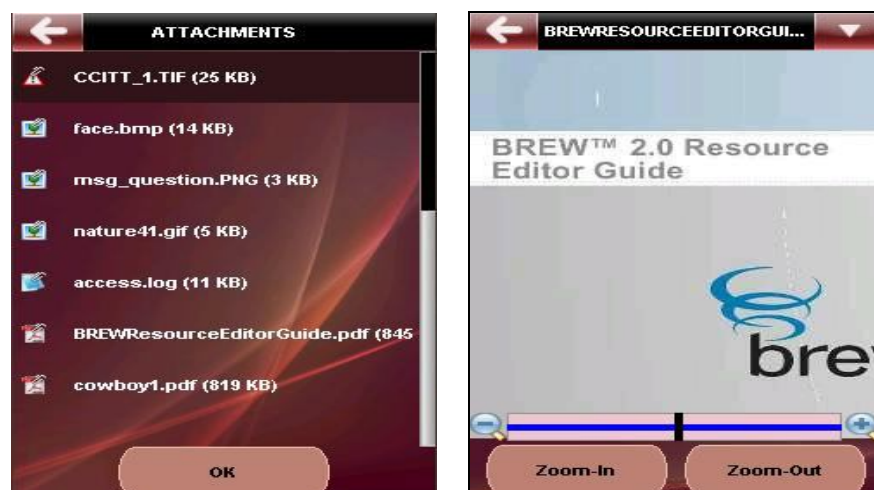 ATTACHMENTS
CCITT_1.TIF (25 KB)
face.bmp (14 KB)
msg_question.PNG (3 KB)
nature41.gif (5 KB)
access.log (11 KB)
BREWResourceEditorGuide.pdf (845
cowboy1.pdf (819 KB)
OK
BREWRESOURCEEDITORGUI...
BREW™ 2.0 Resource
Editor Guide
bre
Zoom-In
Zoom-Out